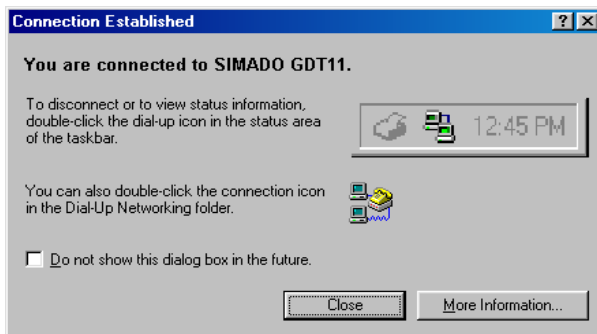 Connection Established
You are connected to SIMADO GDT11.
To disconnect or to view status information,
double-click the dial-up icon in the status area
of the taskbar.
12:45 PM
You can also double-click the connection icon
in the Dial-Up Networking folder.
Do not show this dialog box in the future.
Close
More Information...